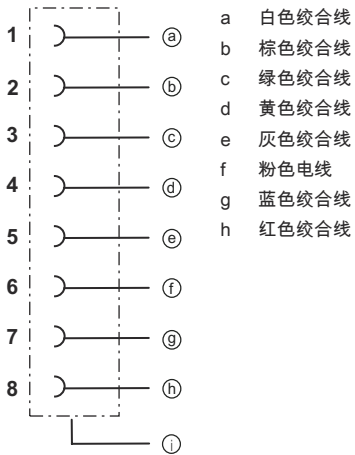 1 ⓐ
2 ⓑ
3 ⓒ
4 ⓓ
5 ⓔ
6 ⓕ
7 ⓖ
8 ⓗ
ⓘ
a 白色绞合线
b 棕色绞合线
c 绿色绞合线
d 黄色绞合线
e 灰色绞合线
f 粉色电线
g 蓝色绞合线
h 红色绞合线